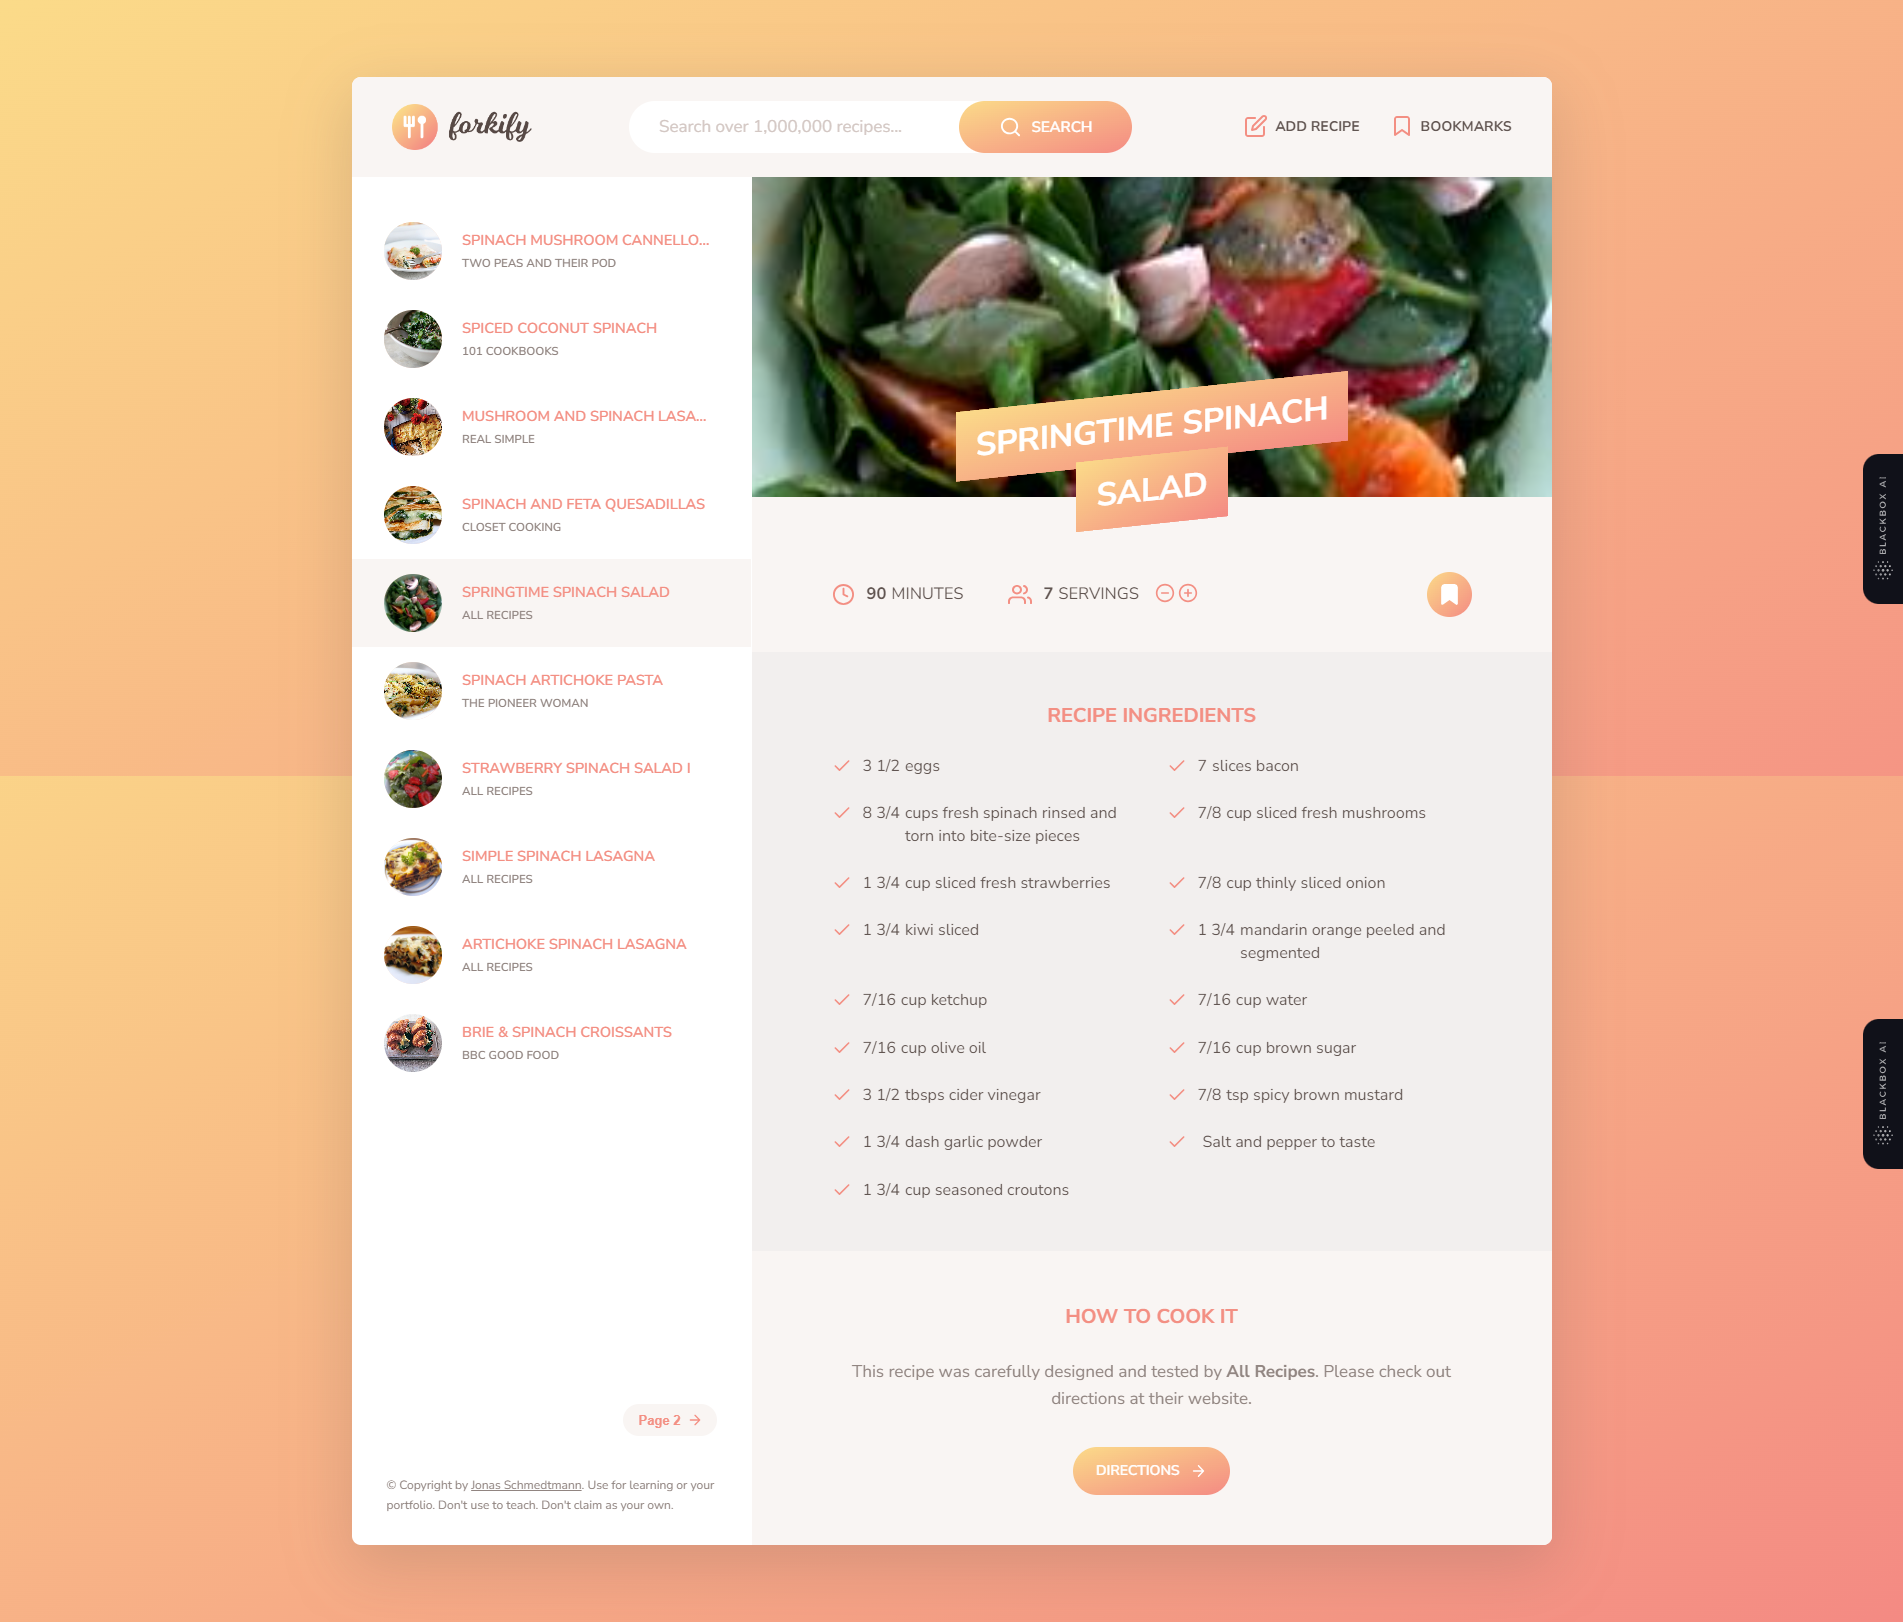 forkify
Search over 1,000,000 recipes...
SEARCH
ADD RECIPE
BOOKMARKS
SPINACH MUSHROOM CANNELLO...
TWO PEAS AND THEIR POD
SPICED COCONUT SPINACH
101 COOKBOOKS
MUSHROOM AND SPINACH LASA...
REAL SIMPLE
SPINACH AND FETA QUESADILLAS
CLOSET COOKING
SPRINGTIME SPINACH SALAD
ALL RECIPES
SPINACH ARTICHOKE PASTA
THE PIONEER WOMAN
STRAWBERRY SPINACH SALAD I
ALL RECIPES
SIMPLE SPINACH LASAGNA
ALL RECIPES
ARTICHOKE SPINACH LASAGNA
ALL RECIPES
BRIE & SPINACH CROISSANTS
BBC GOOD FOOD
Page 2
© Copyright by Jonas Schmedtmann. Use for learning or your
portfolio. Don't use to teach. Don't claim as your own.
SPRINGTIME SPINACH
SALAD
90 MINUTES
7 SERVINGS
RECIPE INGREDIENTS
3 1/2 eggs
7 slices bacon
8 3/4 cups fresh spinach rinsed and
torn into bite-size pieces
7/8 cup sliced fresh mushrooms
1 3/4 cup sliced fresh strawberries
7/8 cup thinly sliced onion
1 3/4 kiwi sliced
1 3/4 mandarin orange peeled and
segmented
7/16 cup ketchup
7/16 cup water
7/16 cup olive oil
7/16 cup brown sugar
3 1/2 tbsps cider vinegar
7/8 tsp spicy brown mustard
1 3/4 dash garlic powder
Salt and pepper to taste
1 3/4 cup seasoned croutons
HOW TO COOK IT
This recipe was carefully designed and tested by All Recipes. Please check out
directions at their website.
DIRECTIONS
BLACKBOX AI
BLACKBOX AI